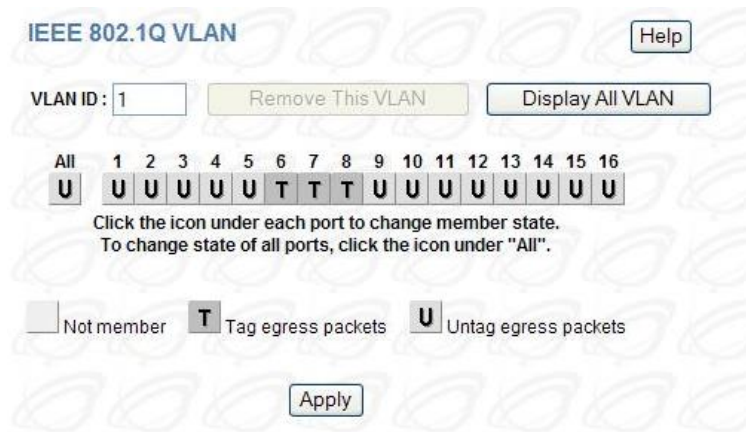 IEEE 802.1Q VLAN
Help
VLAN ID : 1 Remove This VLAN Display All VLAN
All 1 2 3 4 5 6 7 8 9 10 11 12 13 14 15 16
U U U U U U T T T U U U U U U U U
Click the icon under each port to change member state.
To change state of all ports, click the icon under "All".
Not member T Tag egress packets U Untag egress packets
Apply